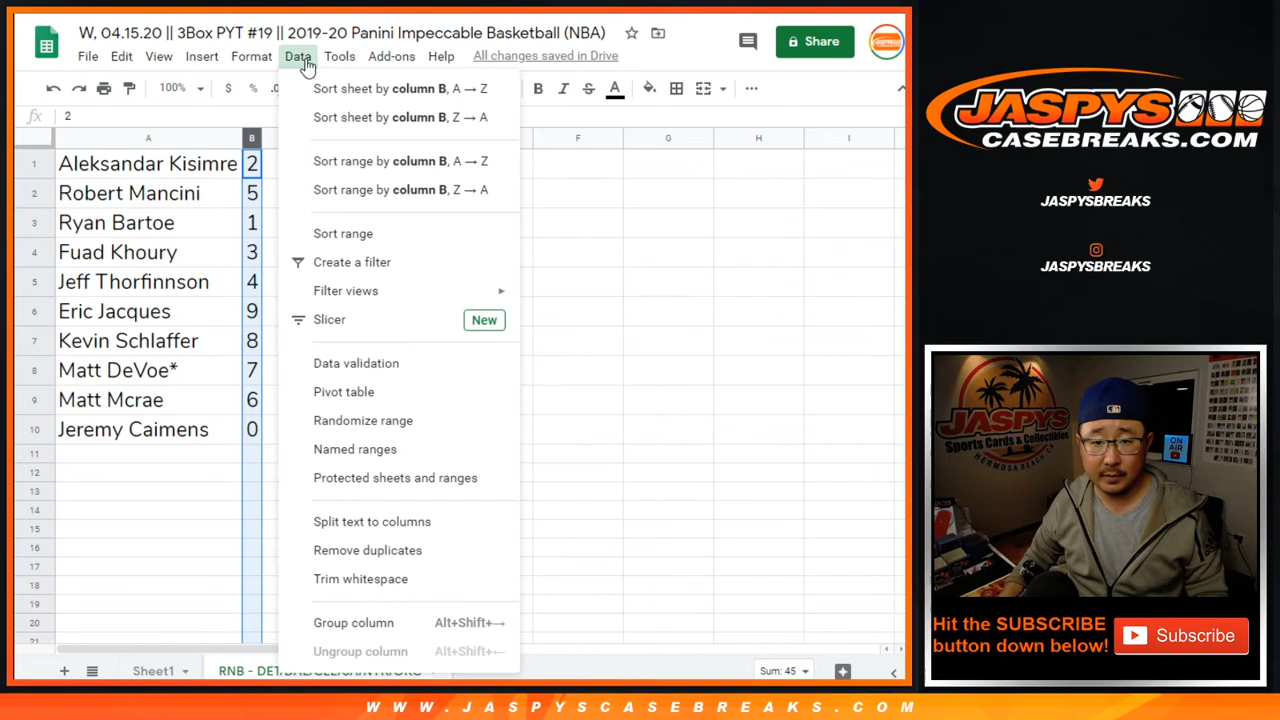 W, 04.15.20 || 3Box PYT #19 || 2019-20 Panini Impeccable Basketball (NBA)
File Edit View Insert Format Data Tools Add-ons Help All changes saved in Drive
Share
100% $ % .0 B I S A
fx 2
A B F G H I
1 Aleksandar Kisimre 2
2 Robert Mancini 5
3 Ryan Bartoe 1
4 Fuad Khoury 3
5 Jeff Thorfinnson 4
6 Eric Jacques 9
7 Kevin Schlaffer 8
8 Matt DeVoe* 7
9 Matt Mcrae 6
10 Jeremy Caimens 0
11
12
13
14
15
16
17
18
19
20
21
Sort sheet by column B, A → Z
Sort sheet by column B, Z → A
Sort range by column B, A → Z
Sort range by column B, Z → A
Sort range
Create a filter
Filter views
Slicer New
Data validation
Pivot table
Randomize range
Named ranges
Protected sheets and ranges
Split text to columns
Remove duplicates
Trim whitespace
Group column Alt+Shift+→
Ungroup column Alt+Shift+←
Sheet1
Sum: 45
JASPYS
CASEBREAKS.COM
JASPYSBREAKS
JASPYSBREAKS
JASPYS
Sports Cards & Collectibles
HERMOSA BEACH
ON AIR
Hit the SUBSCRIBE
button down below!
Subscribe
WWW.JASPYSCASEBREAKS.COM